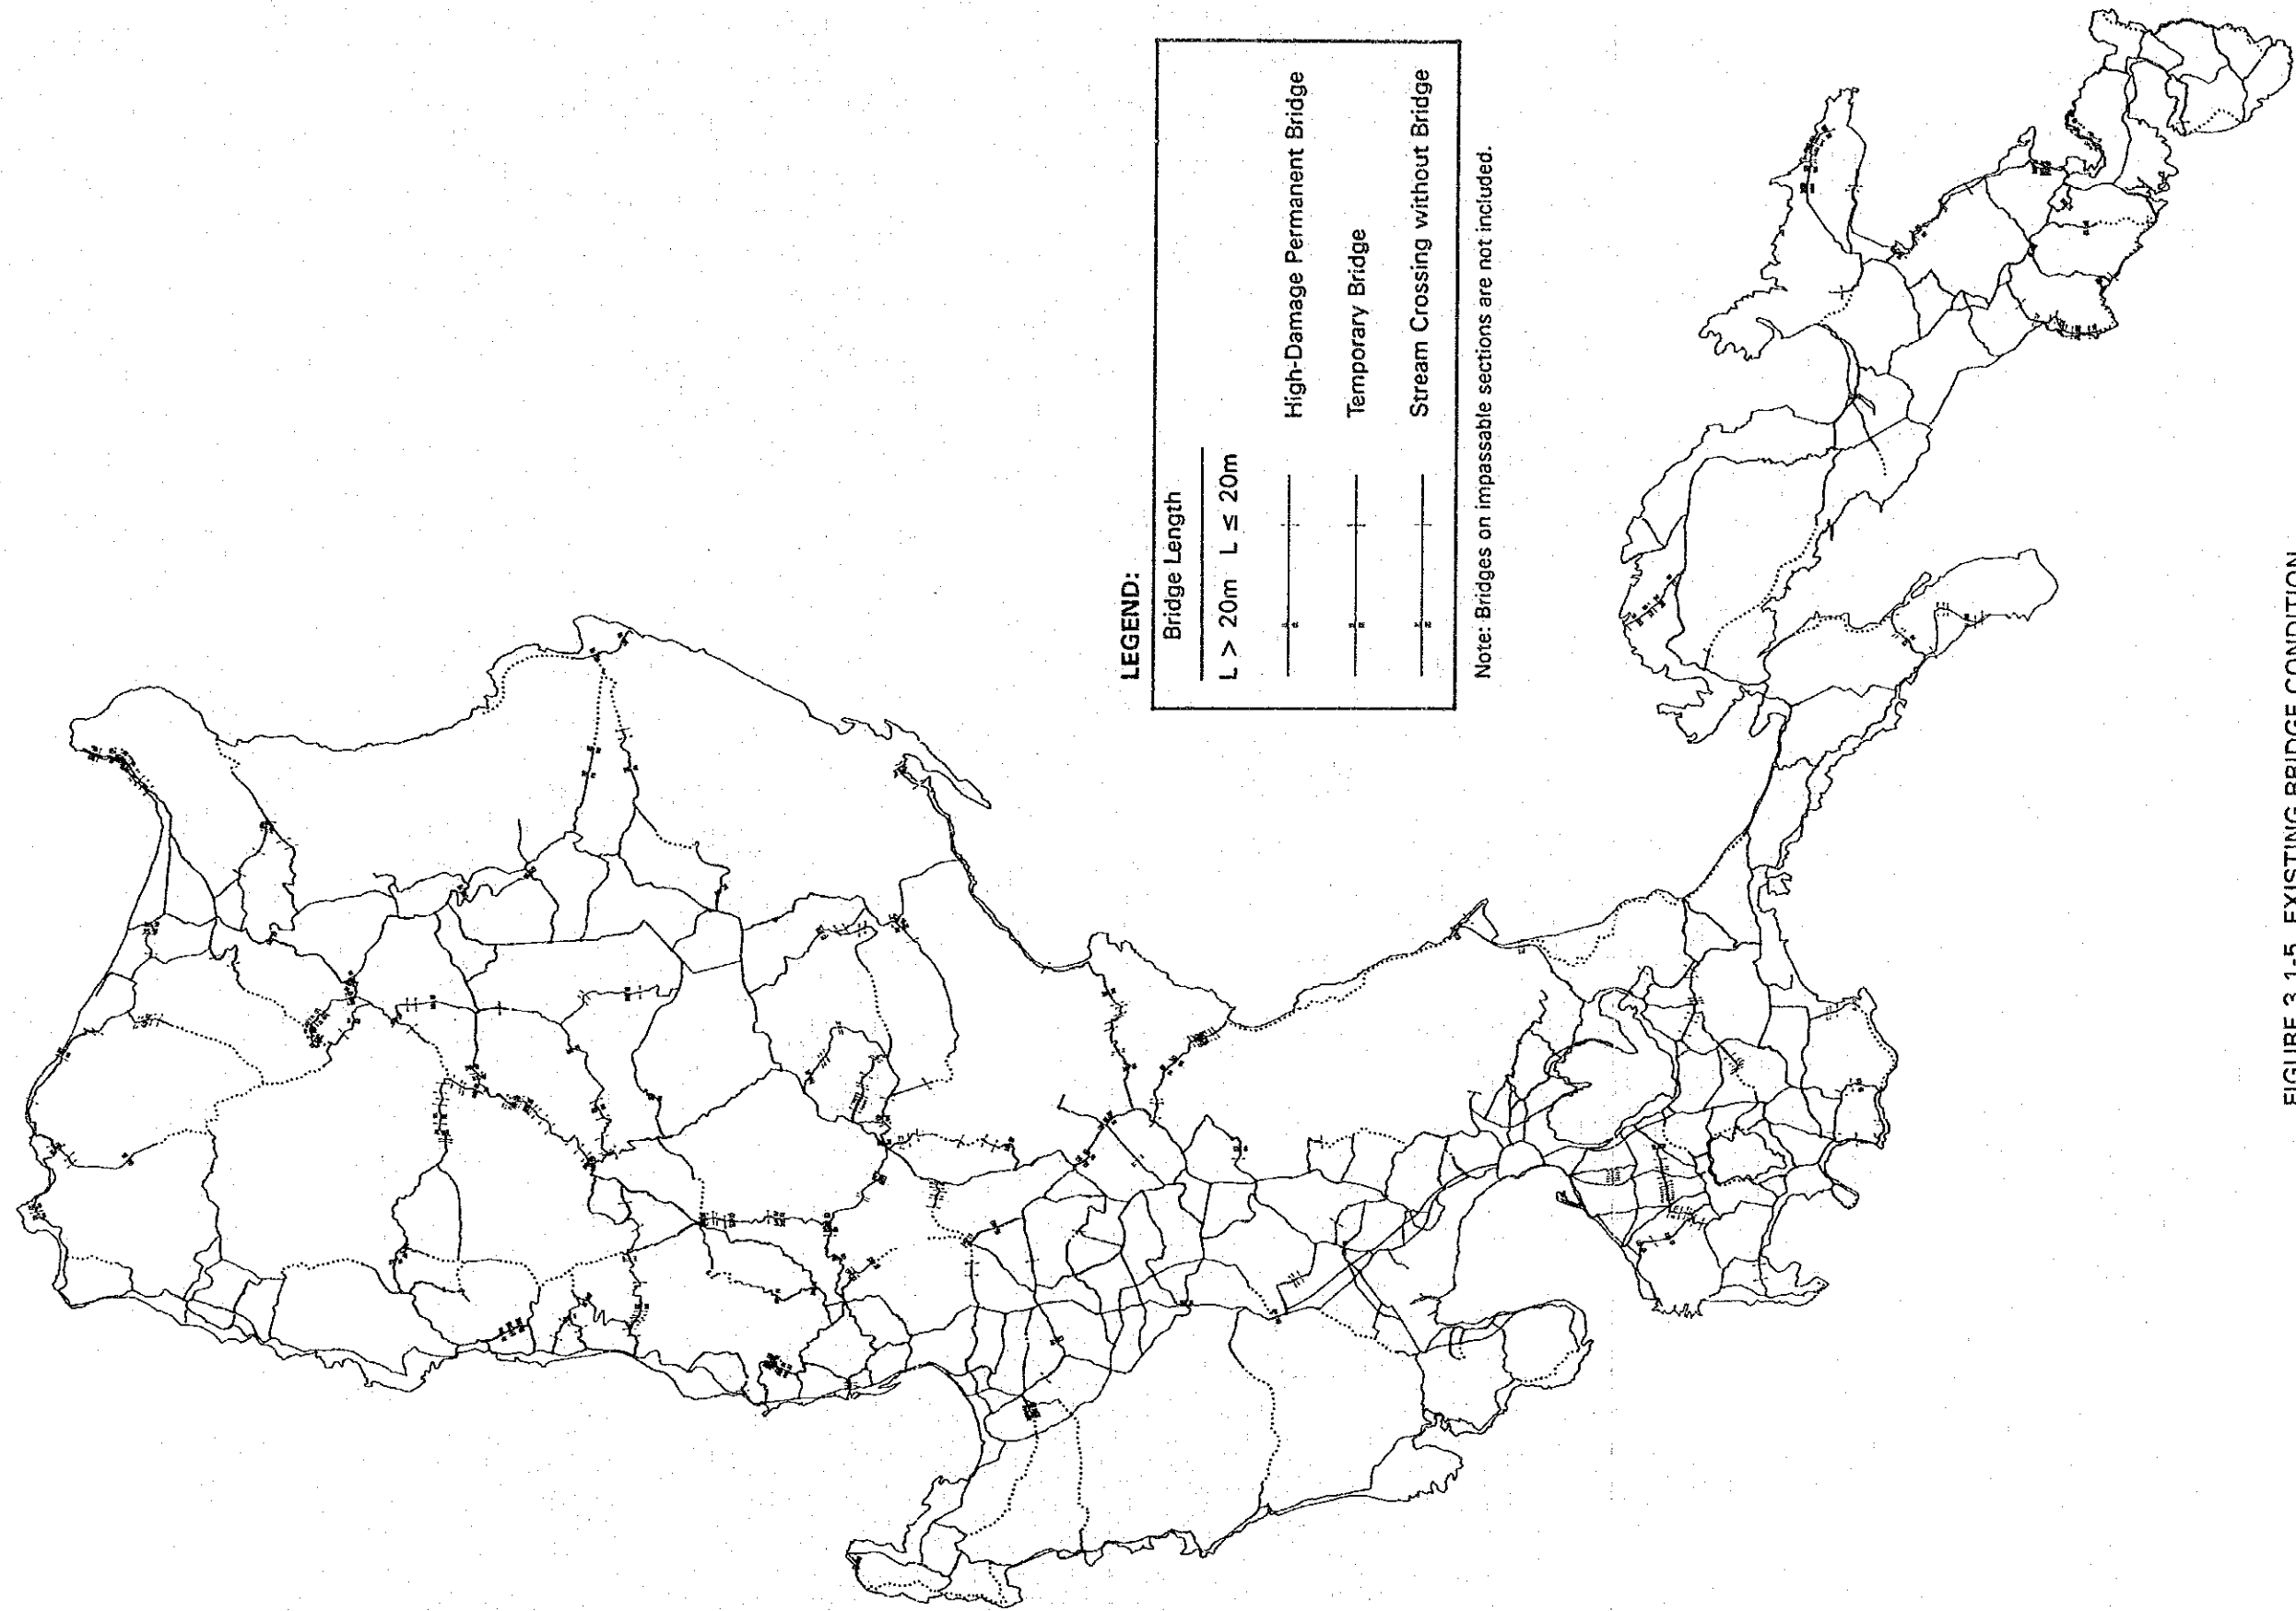 LEGEND:
Bridge Length
L > 20m L ≤ 20m
High-Damage Permanent Bridge
Temporary Bridge
Stream Crossing without Bridge
Note: Bridges on impassable sections are not included.
FIGURE 3.1-5 EXISTING BRIDGE CONDITION